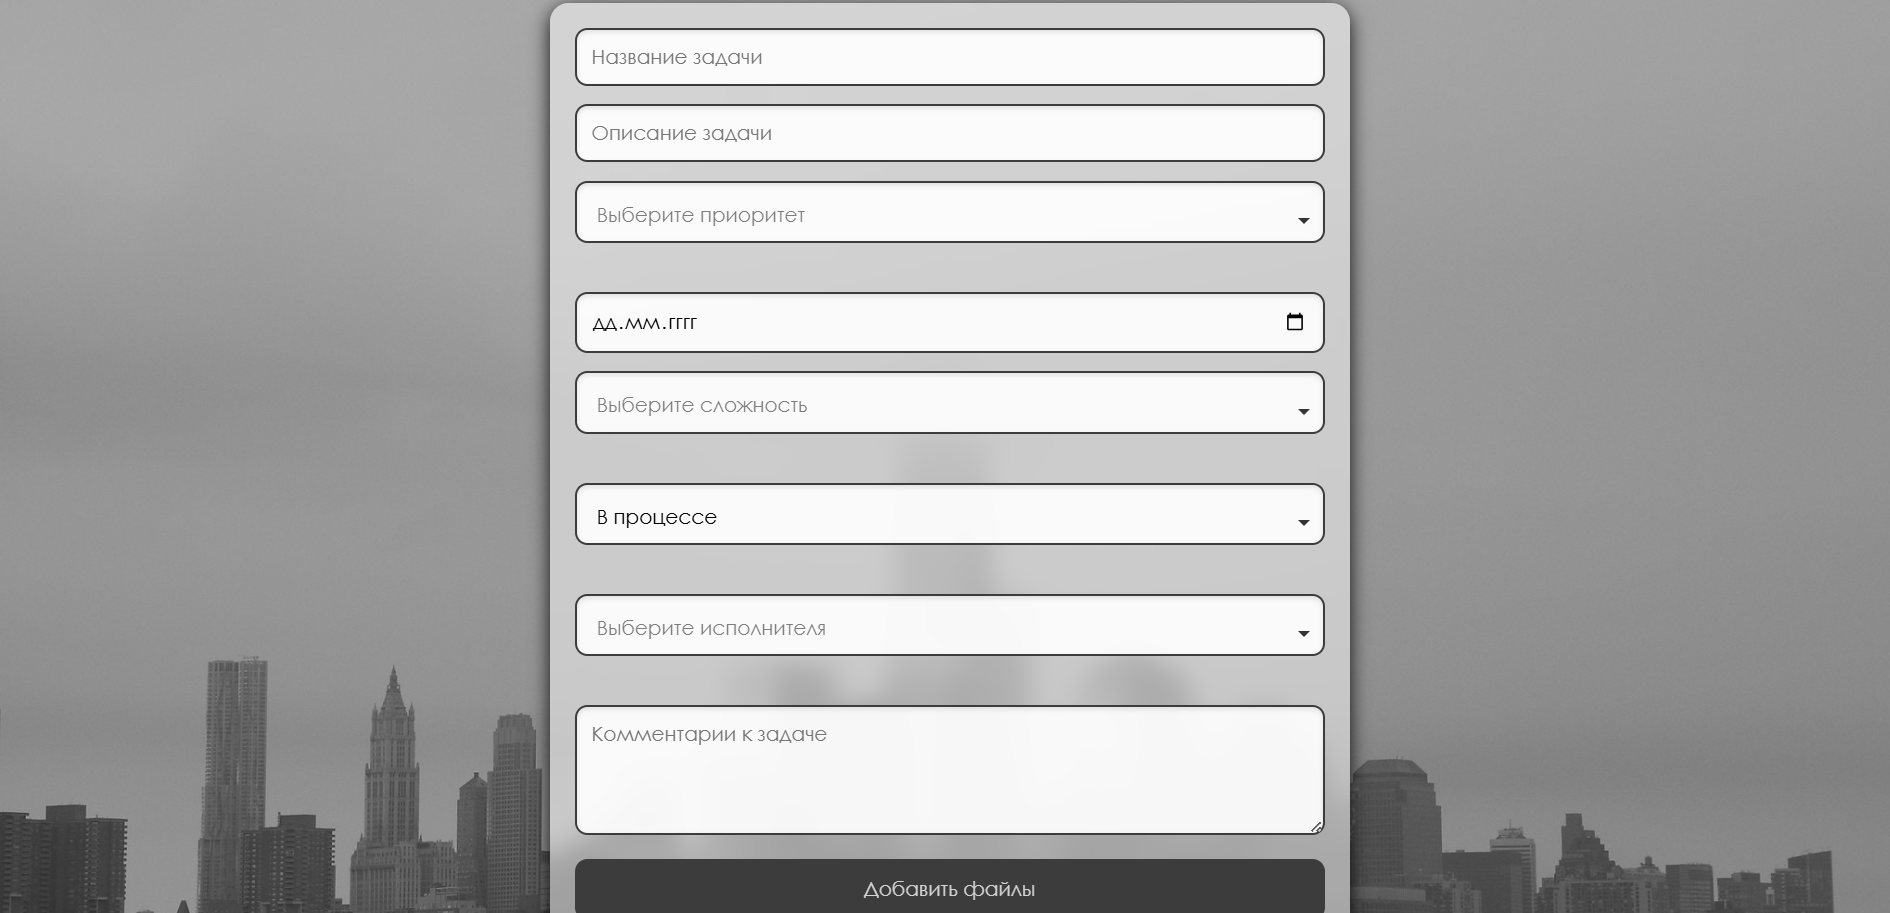 Название задачи
Описание задачи
Выберите приоритет
дд.мм.гггг
Выберите сложность
В процессе
Выберите исполнителя
Комментарии к задаче
Добавить файлы